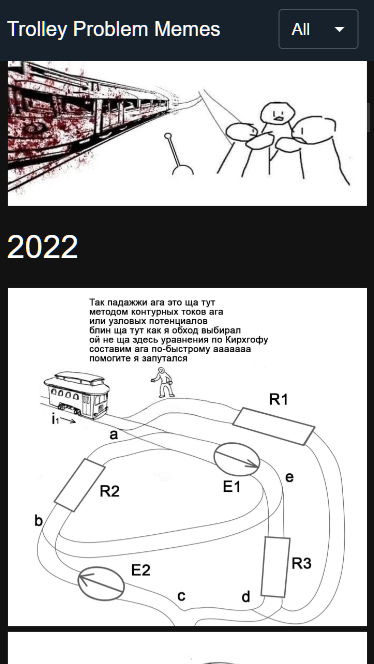 Trolley Problem Memes
All
2022
Так падажжи ага это ща тут
методом контурных токов ага
или узловых потенциалов
блин ща тут как я обход выбирал
ой не ща здесь уравнения по Кирхгофу
составим ага по-быстрому ааааааа
помогите я запутался
R1
i₁
a
E1
e
R2
b
E2
R3
c
d